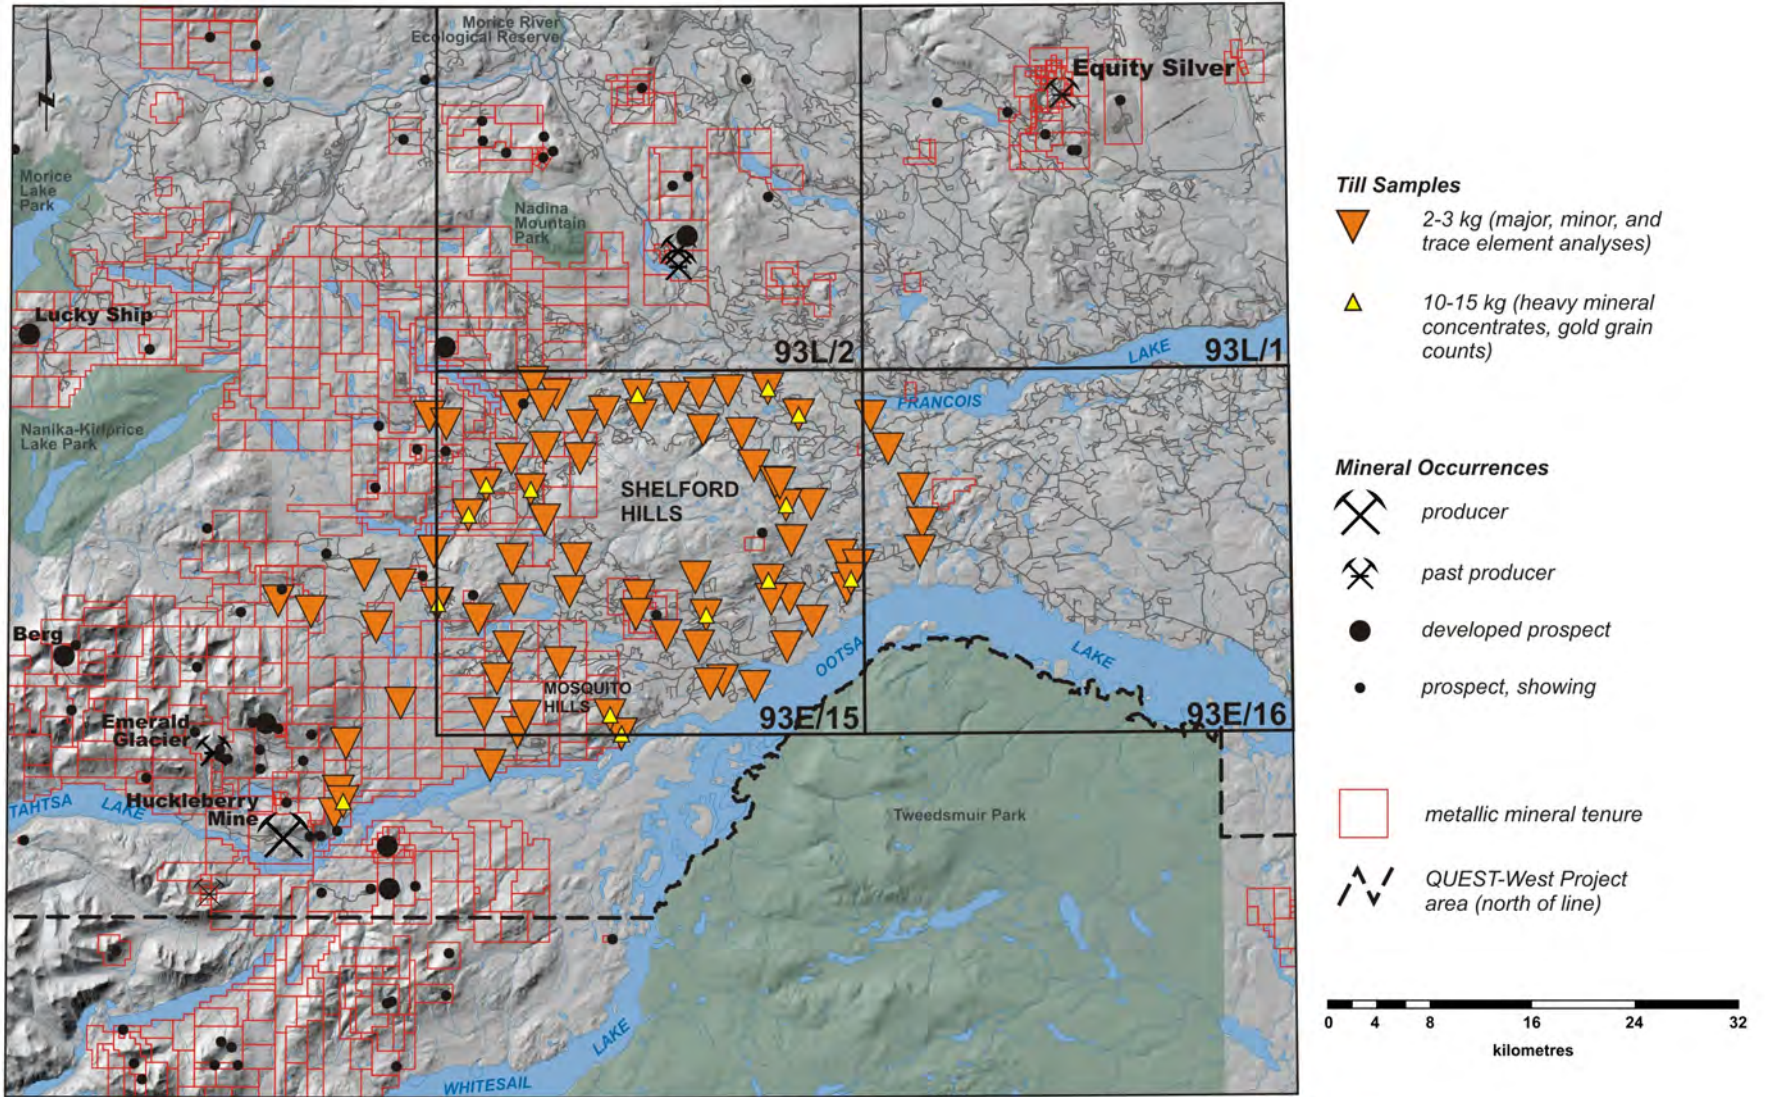 Morice River
Ecological Reserve
Equity Silver
Morice
Lake
Park
Nadina
Mountain
Park
Lucky Ship
93L/2
LAKE
93L/1
FRANCOIS
Nanika-Kidprice
Lake Park
SHELFORD
HILLS
Berg
OOTSA
LAKE
MOSQUITO
HILLS
93E/15
93E/16
Emerald
Glacier
TAHTSA
LAKE
Huckleberry
Mine
Tweedsmuir Park
LAKE
WHITESAIL
Till Samples
2-3 kg (major, minor, and
trace element analyses)
10-15 kg (heavy mineral
concentrates, gold grain
counts)
Mineral Occurrences
producer
past producer
developed prospect
prospect, showing
metallic mineral tenure
QUEST-West Project
area (north of line)
0 4 8 16 24 32
kilometres